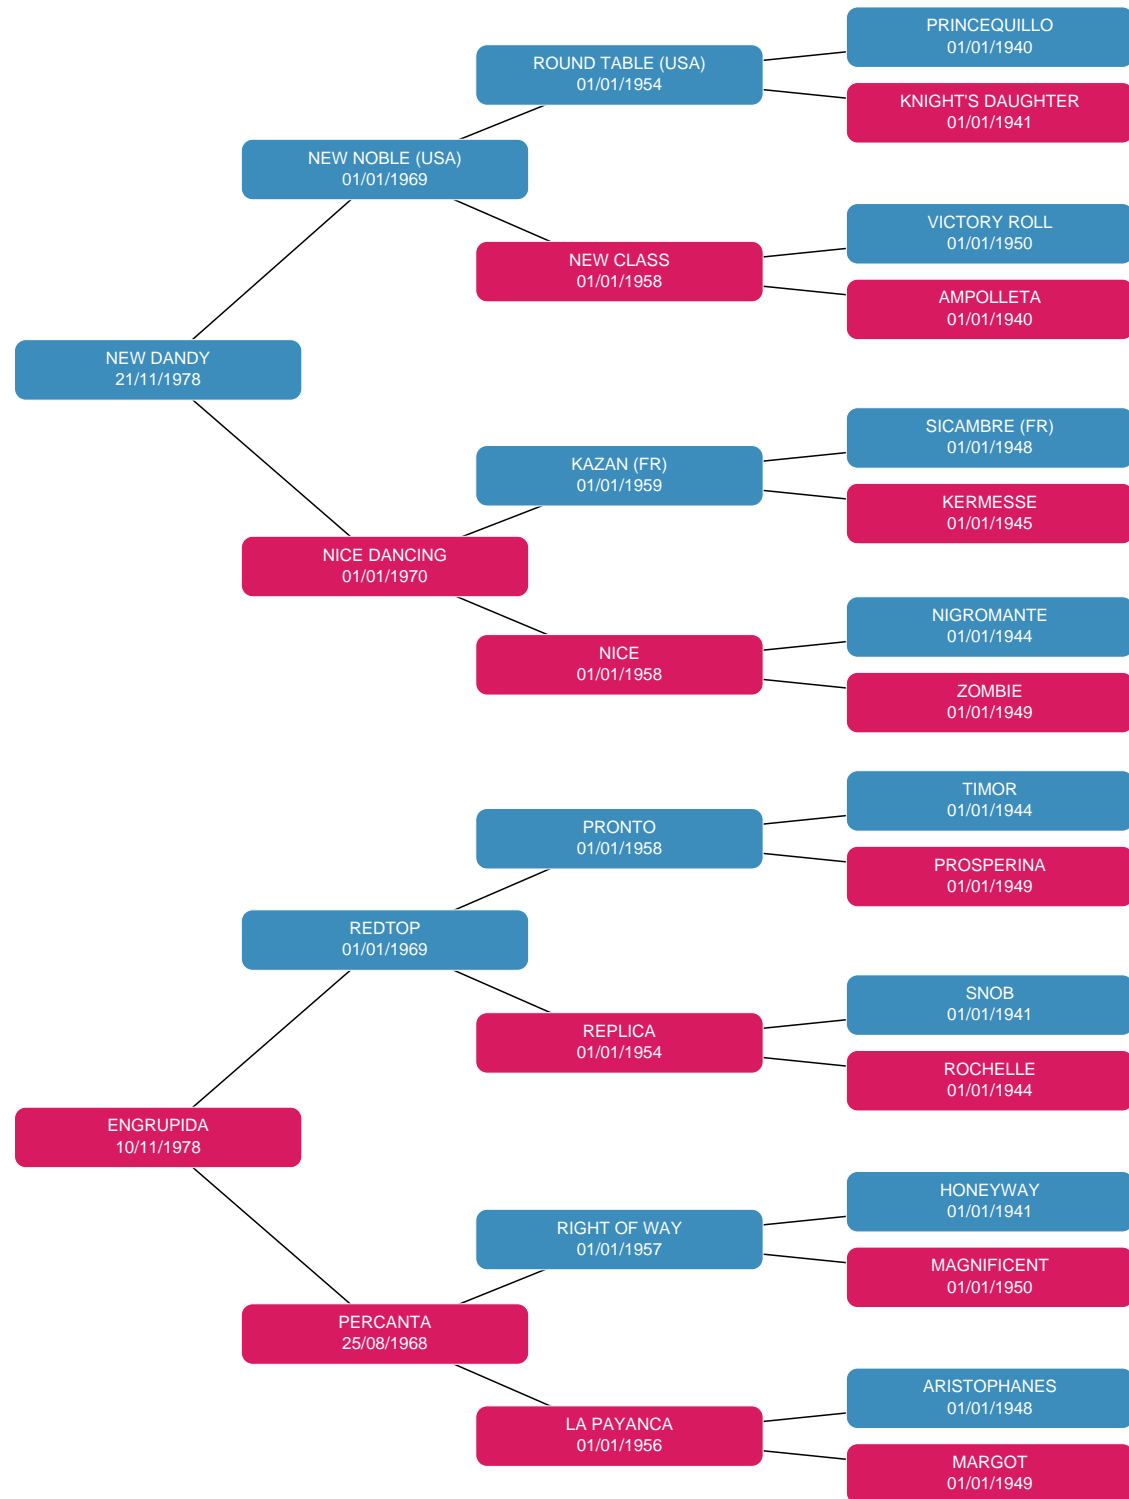 PRINCEQUILLO
01/01/1940
ROUND TABLE (USA)
01/01/1954
KNIGHT'S DAUGHTER
01/01/1941
NEW NOBLE (USA)
01/01/1969
VICTORY ROLL
01/01/1950
NEW CLASS
01/01/1958
AMPOLLETA
01/01/1940
NEW DANDY
21/11/1978
SICAMBRE (FR)
01/01/1948
KAZAN (FR)
01/01/1959
KERMESSE
01/01/1945
NICE DANCING
01/01/1970
NIGROMANTE
01/01/1944
NICE
01/01/1958
ZOMBIE
01/01/1949
TIMOR
01/01/1944
PRONTO
01/01/1958
PROSPERINA
01/01/1949
REDTOP
01/01/1969
SNOB
01/01/1941
REPLICA
01/01/1954
ROCHELLE
01/01/1944
ENGRUPIDA
10/11/1978
HONEYWAY
01/01/1941
RIGHT OF WAY
01/01/1957
MAGNIFICENT
01/01/1950
PERCANTA
25/08/1968
ARISTOPHANES
01/01/1948
LA PAYANCA
01/01/1956
MARGOT
01/01/1949